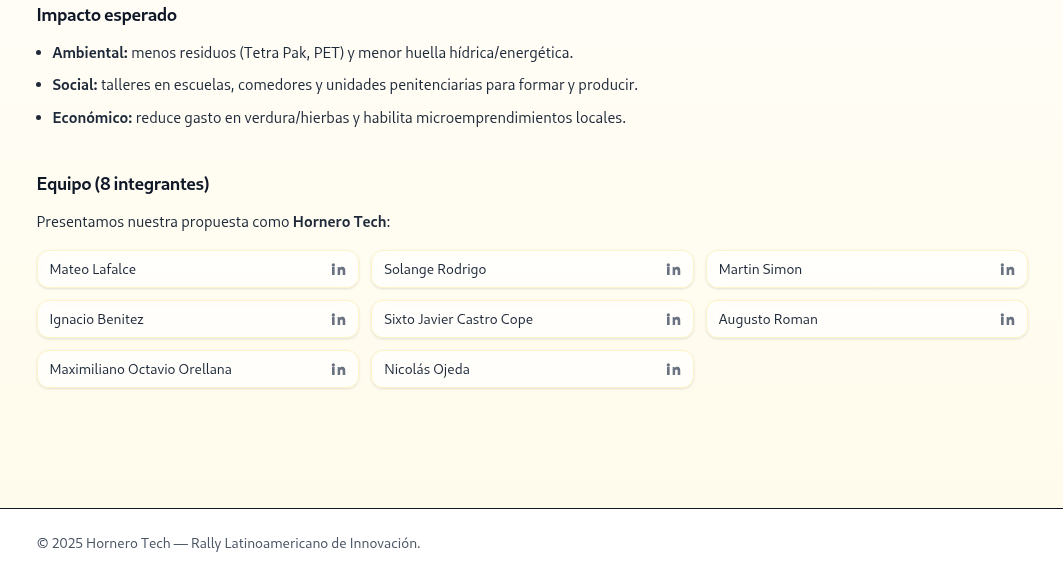 Impacto esperado
• Ambiental: menos residuos (Tetra Pak, PET) y menor huella hídrica/energética.
• Social: talleres en escuelas, comedores y unidades penitenciarias para formar y producir.
• Económico: reduce gasto en verdura/hierbas y habilita microemprendimientos locales.
Equipo (8 integrantes)
Presentamos nuestra propuesta como Hornero Tech:
Mateo Lafalce in Solange Rodrigo in Martin Simon in
Ignacio Benitez in Sixto Javier Castro Cope in Augusto Roman in
Maximiliano Octavio Orellana in Nicolás Ojeda in
© 2025 Hornero Tech — Rally Latinoamericano de Innovación.